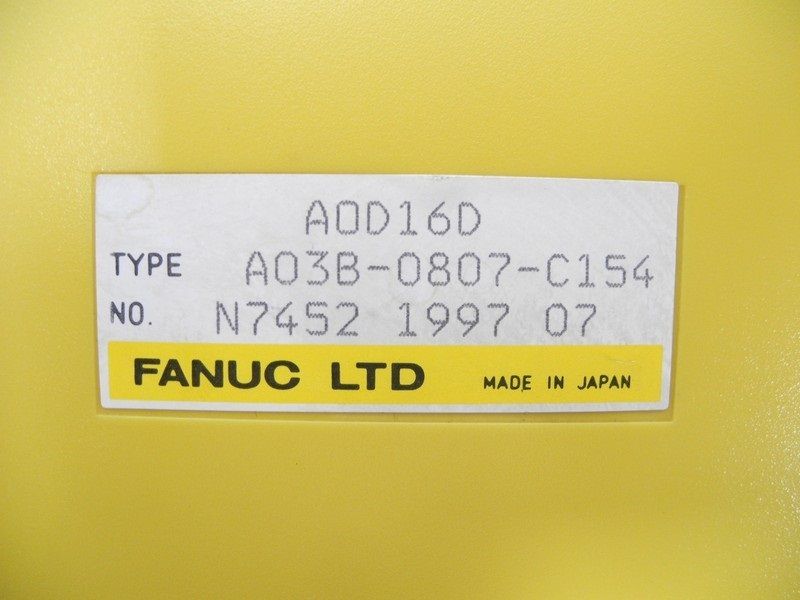 AOD16D
TYPE A03B-0807-C154
NO. N7452 1997 07
FANUC LTD MADE IN JAPAN